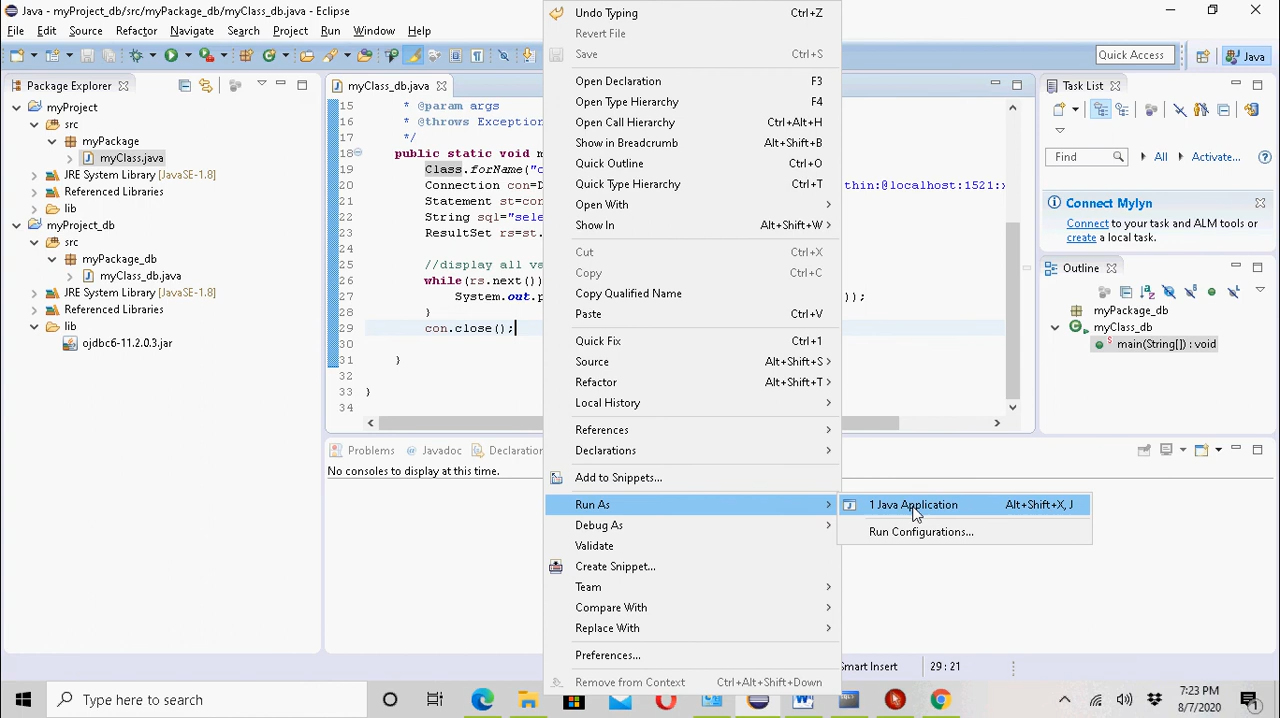 Java - myProject_db/src/myPackage_db/myClass_db.java - Eclipse
File Edit Source Refactor Navigate Search Project Run Window Help
Quick Access
Java
Package Explorer
myProject
src
myPackage
myClass.java
JRE System Library [JavaSE-1.8]
Referenced Libraries
lib
myProject_db
src
myPackage_db
myClass_db.java
JRE System Library [JavaSE-1.8]
Referenced Libraries
lib
ojdbc6-11.2.0.3.jar
myClass_db.java
15 * @param args
16 * @throws Exception
17 */
18 public static void m
19 Class.forName("o
20 Connection con=D thin:@localhost:1521:x
21 Statement st=con
22 String sql="sele
23 ResultSet rs=st.
24
25 //display all va
26 while(rs.next())
27 System.out.p ));
28 }
29 con.close();
30
31 }
32
33 }
34
Undo Typing Ctrl+Z
Revert File
Save Ctrl+S
Open Declaration F3
Open Type Hierarchy F4
Open Call Hierarchy Ctrl+Alt+H
Show in Breadcrumb Alt+Shift+B
Quick Outline Ctrl+O
Quick Type Hierarchy Ctrl+T
Open With
Show In Alt+Shift+W
Cut Ctrl+X
Copy Ctrl+C
Copy Qualified Name
Paste Ctrl+V
Quick Fix Ctrl+1
Source Alt+Shift+S
Refactor Alt+Shift+T
Local History
References
Declarations
Add to Snippets...
Run As
Debug As
Validate
Create Snippet...
Team
Compare With
Replace With
Preferences...
Remove from Context Ctrl+Alt+Shift+Down
1 Java Application Alt+Shift+X, J
Run Configurations...
Task List
Find All Activate...
Connect Mylyn
Connect to your task and ALM tools or
create a local task.
Outline
myPackage_db
myClass_db
main(String[]) : void
Problems Javadoc Declaration
No consoles to display at this time.
Smart Insert 29 : 21
Type here to search
7:23 PM
8/7/2020
1